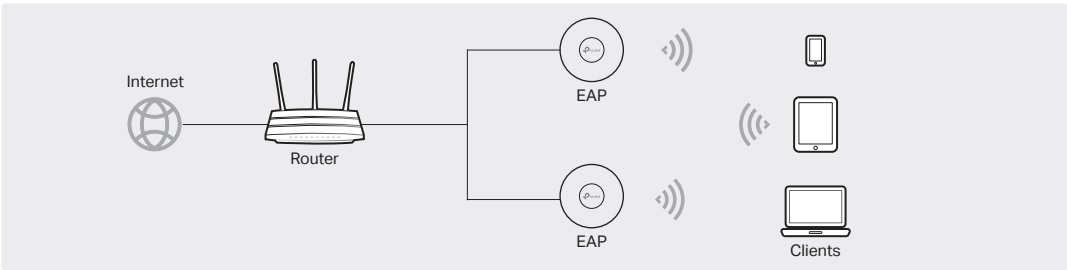 Internet
Router
EAP
EAP
Clients